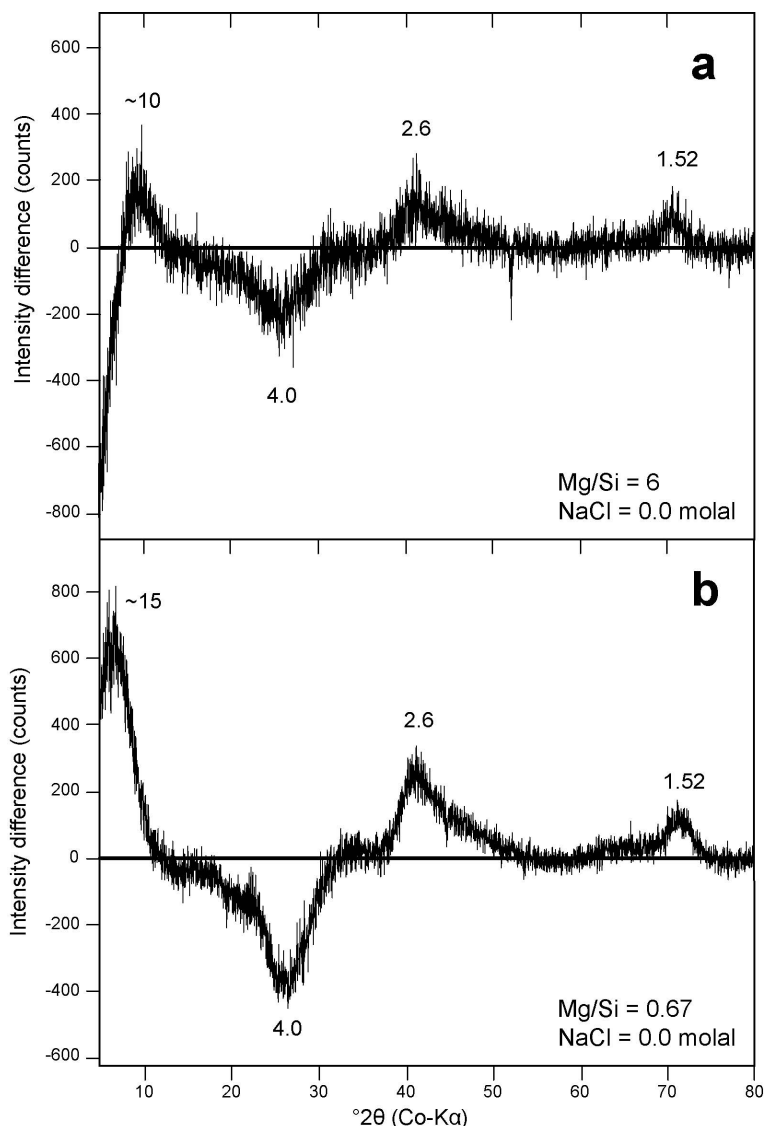 a
600
400
200
0
-200
-400
-600
-800
Intensity difference (counts)
~10
2.6
1.52
4.0
Mg/Si = 6
NaCl = 0.0 molal
b
800
600
400
200
0
-200
-400
-600
Intensity difference (counts)
~15
2.6
1.52
4.0
Mg/Si = 0.67
NaCl = 0.0 molal
10 20 30 40 50 60 70 80
°2θ (Co-Kα)